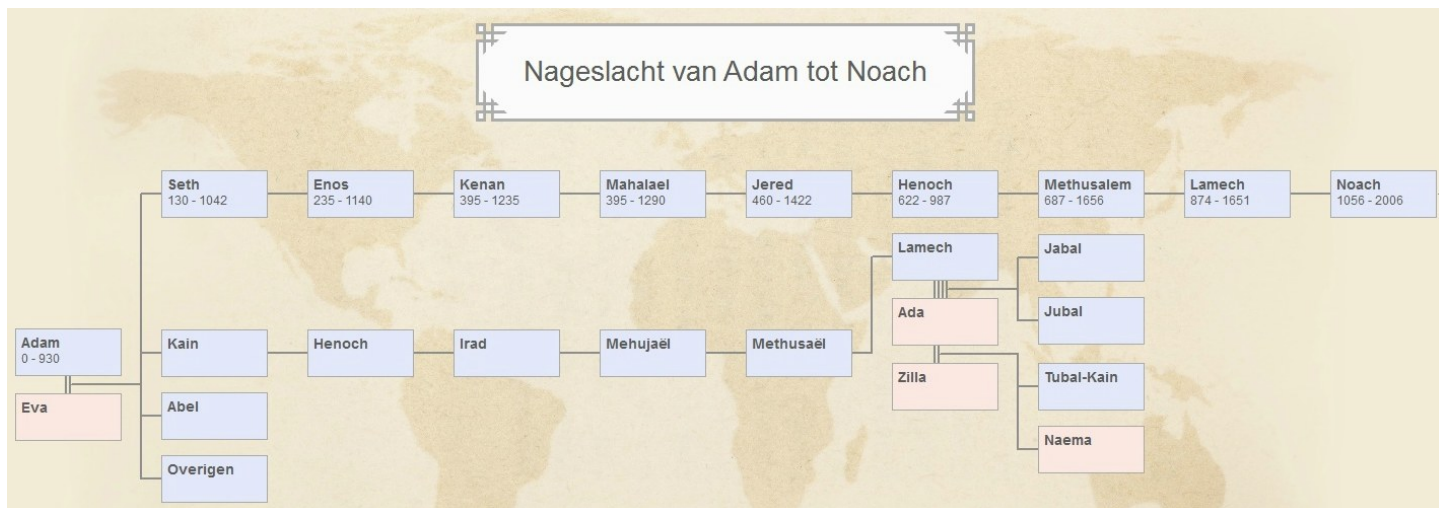 Nageslacht van Adam tot Noach
Seth
130 - 1042
Enos
235 - 1140
Kenan
395 - 1235
Mahalael
395 - 1290
Jered
460 - 1422
Henoch
622 - 987
Methusalem
687 - 1656
Lamech
874 - 1651
Noach
1056 - 2006
Lamech
Jabal
Ada
Jubal
Adam
0 - 930
Kain
Henoch
Irad
Mehujaël
Methusaël
Zilla
Tubal-Kain
Eva
Abel
Naema
Overigen